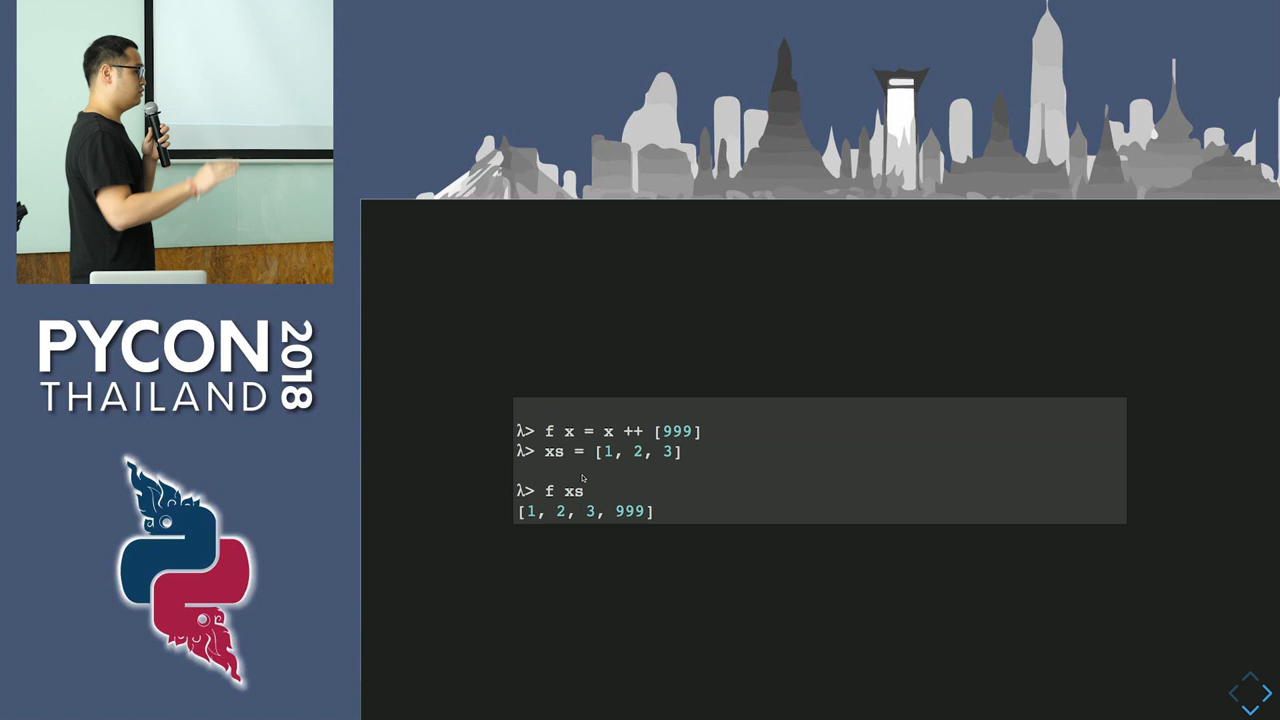 PYCON
2018
THAILAND
λ> f x = x ++ [999]
λ> xs = [1, 2, 3]
λ> f xs
[1, 2, 3, 999]